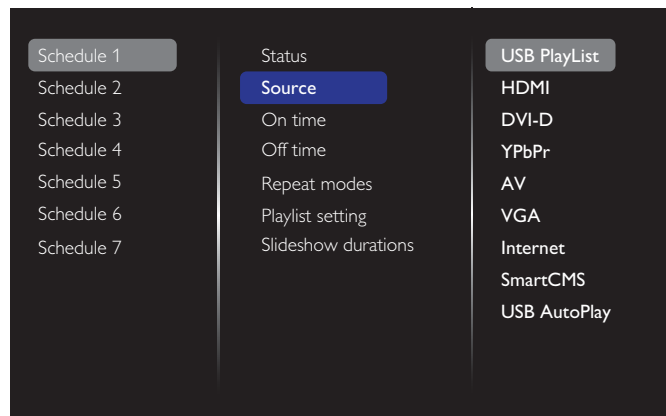 Schedule 1
Schedule 2
Schedule 3
Schedule 4
Schedule 5
Schedule 6
Schedule 7
Status
Source
On time
Off time
Repeat modes
Playlist setting
Slideshow durations
USB PlayList
HDMI
DVI-D
YPbPr
AV
VGA
Internet
SmartCMS
USB AutoPlay